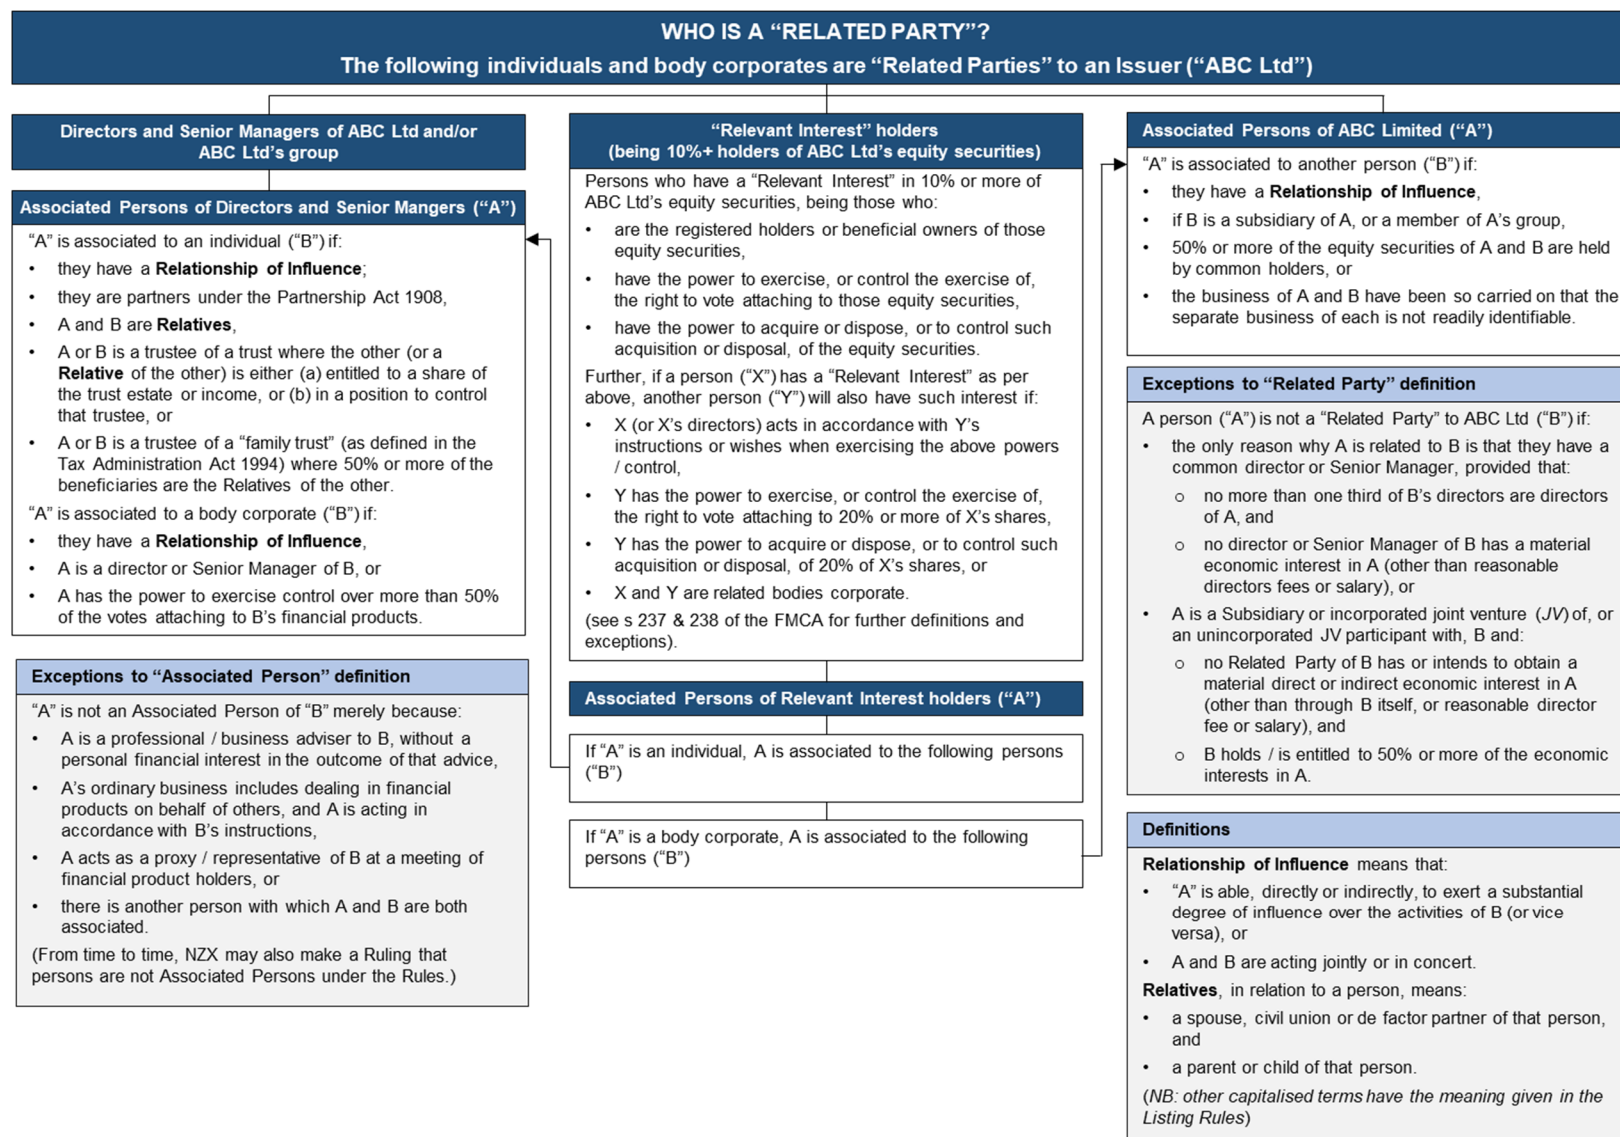 WHO IS A “RELATED PARTY”?
The following individuals and body corporates are “Related Parties” to an Issuer (“ABC Ltd”)
Directors and Senior Managers of ABC Ltd and/or
ABC Ltd’s group
Associated Persons of Directors and Senior Mangers (“A”)
“A” is associated to an individual (“B”) if:
• they have a Relationship of Influence;
• they are partners under the Partnership Act 1908,
• A and B are Relatives,
• A or B is a trustee of a trust where the other (or a
Relative of the other) is either (a) entitled to a share of
the trust estate or income, or (b) in a position to control
that trustee, or
• A or B is a trustee of a “family trust” (as defined in the
Tax Administration Act 1994) where 50% or more of the
beneficiaries are the Relatives of the other.
“A” is associated to a body corporate (“B”) if:
• they have a Relationship of Influence,
• A is a director or Senior Manager of B, or
• A has the power to exercise control over more than 50%
of the votes attaching to B’s financial products.
Exceptions to “Associated Person” definition
“A” is not an Associated Person of “B” merely because:
• A is a professional / business adviser to B, without a
personal financial interest in the outcome of that advice,
• A’s ordinary business includes dealing in financial
products on behalf of others, and A is acting in
accordance with B’s instructions,
• A acts as a proxy / representative of B at a meeting of
financial product holders, or
• there is another person with which A and B are both
associated.
(From time to time, NZX may also make a Ruling that
persons are not Associated Persons under the Rules.)
“Relevant Interest” holders
(being 10%+ holders of ABC Ltd’s equity securities)
Persons who have a “Relevant Interest” in 10% or more of
ABC Ltd’s equity securities, being those who:
• are the registered holders or beneficial owners of those
equity securities,
• have the power to exercise, or control the exercise of,
the right to vote attaching to those equity securities,
• have the power to acquire or dispose, or to control such
acquisition or disposal, of the equity securities.
Further, if a person (“X”) has a “Relevant Interest” as per
above, another person (“Y”) will also have such interest if:
• X (or X’s directors) acts in accordance with Y’s
instructions or wishes when exercising the above powers
/ control,
• Y has the power to exercise, or control the exercise of,
the right to vote attaching to 20% or more of X’s shares,
• Y has the power to acquire or dispose, or to control such
acquisition or disposal, of 20% of X’s shares, or
• X and Y are related bodies corporate.
(see s 237 & 238 of the FMCA for further definitions and
exceptions).
Associated Persons of Relevant Interest holders (“A”)
If “A” is an individual, A is associated to the following persons
(“B”)
If “A” is a body corporate, A is associated to the following
persons (“B”)
Associated Persons of ABC Limited (“A”)
“A” is associated to another person (“B”) if:
• they have a Relationship of Influence,
• if B is a subsidiary of A, or a member of A’s group,
• 50% or more of the equity securities of A and B are held
by common holders, or
• the business of A and B have been so carried on that the
separate business of each is not readily identifiable.
Exceptions to “Related Party” definition
A person (“A”) is not a “Related Party” to ABC Ltd (“B”) if:
• the only reason why A is related to B is that they have a
common director or Senior Manager, provided that:
o no more than one third of B’s directors are directors
of A, and
o no director or Senior Manager of B has a material
economic interest in A (other than reasonable
directors fees or salary), or
• A is a Subsidiary or incorporated joint venture (JV) of, or
an unincorporated JV participant with, B and:
o no Related Party of B has or intends to obtain a
material direct or indirect economic interest in A
(other than through B itself, or reasonable director
fee or salary), and
o B holds / is entitled to 50% or more of the economic
interests in A.
Definitions
Relationship of Influence means that:
• “A” is able, directly or indirectly, to exert a substantial
degree of influence over the activities of B (or vice
versa), or
• A and B are acting jointly or in concert.
Relatives, in relation to a person, means:
• a spouse, civil union or de factor partner of that person,
and
• a parent or child of that person.
(NB: other capitalised terms have the meaning given in the
Listing Rules)